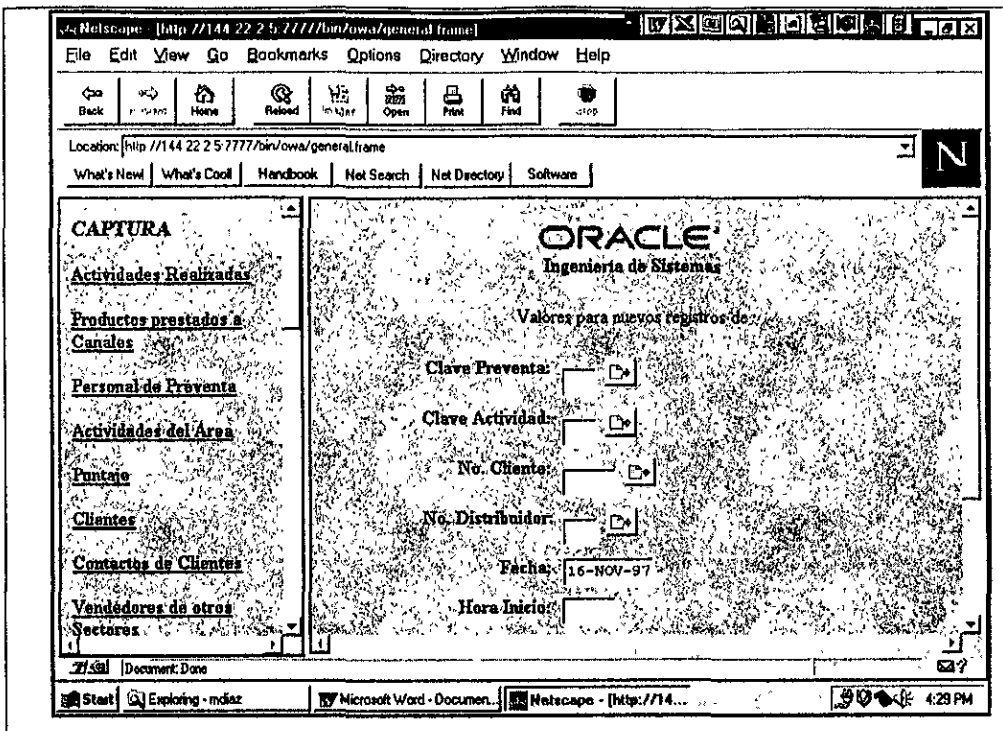 Netscape - [http //144 22 2 5:7777/bin/owa/general frame]
File Edit View Go Bookmarks Options Directory Window Help
Back Home Reload Images Open Print Find Stop
Location: http //144 22 2 5:7777/bin/owa/general.frame
What's New! What's Cool! Handbook Net Search Net Directory Software
N
CAPTURA
Actividades Realizadas
Productos prestados a
Canales
Personal de Preventa
Actividades del Área
Puntaje
Clientes
Contactos de Clientes
Vendedores de otros
Sectores
ORACLE
Ingenieria de Sistemas
Valores para nuevos registros de
Clave Preventa:
Clave Actividad:
No. Cliente:
No. Distribuidor:
Fecha: 16-NOV-97
Hora Inicio:
Document: Done
Start Exploring - mdiaz Microsoft Word - Documen... Netscape - [http://14... 4:29 PM